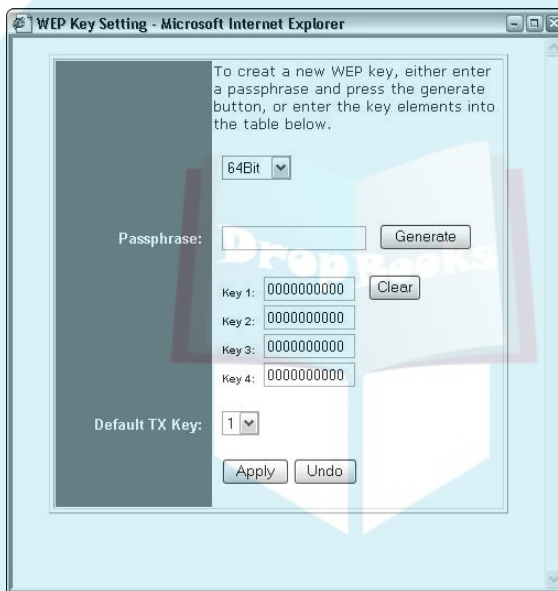 WEP Key Setting - Microsoft Internet Explorer
To creat a new WEP key, either enter
a passphrase and press the generate
button, or enter the key elements into
the table below.
64Bit
Passphrase:
Generate
DropBooks
Key 1: 0000000000
Clear
Key 2: 0000000000
Key 3: 0000000000
Key 4: 0000000000
Default TX Key: 1
Apply Undo